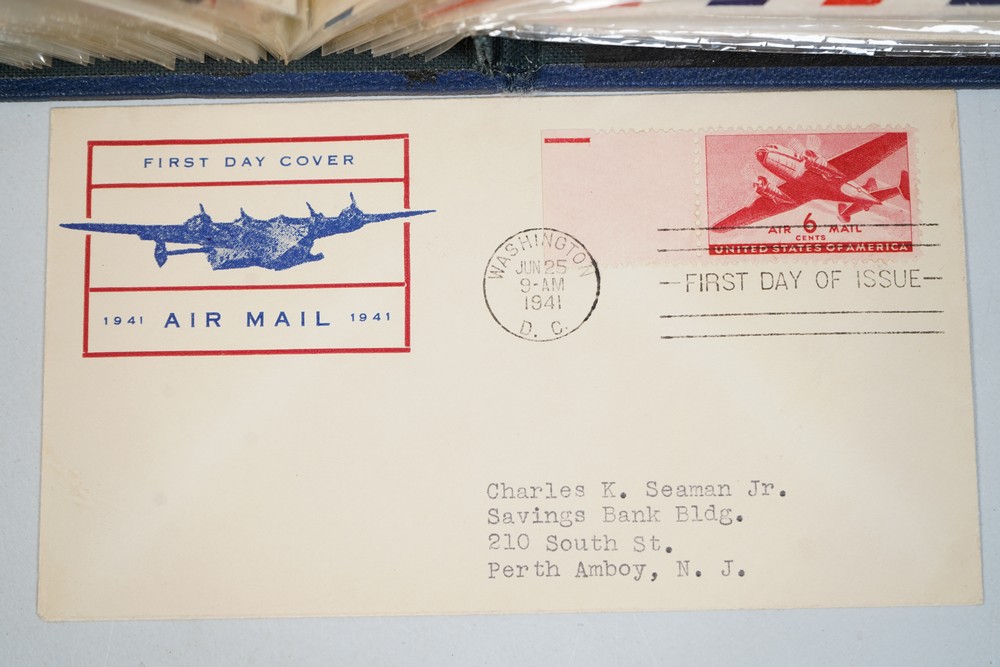 FIRST DAY COVER
1941 AIR MAIL 1941
WASHINGTON
JUN 25
9-AM
1941
D. C.
AIR 6 MAIL
CENTS
UNITED STATES OF AMERICA
FIRST DAY OF ISSUE
Charles K. Seaman Jr.
Savings Bank Bldg.
210 South St.
Perth Amboy, N. J.